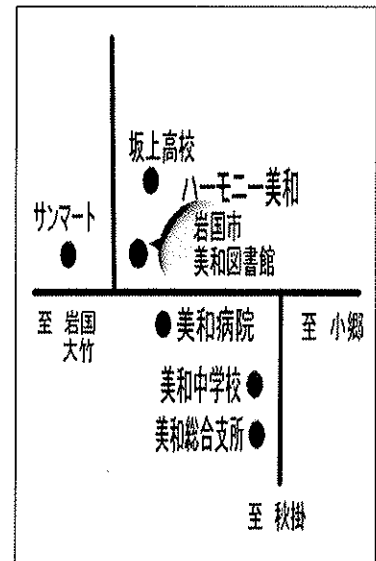 坂上高校
ハーモニー美和
サンマート
岩国市
美和図書館
至 岩国
大竹
美和病院
至 小郷
美和中学校
美和総合支所
至 秋掛